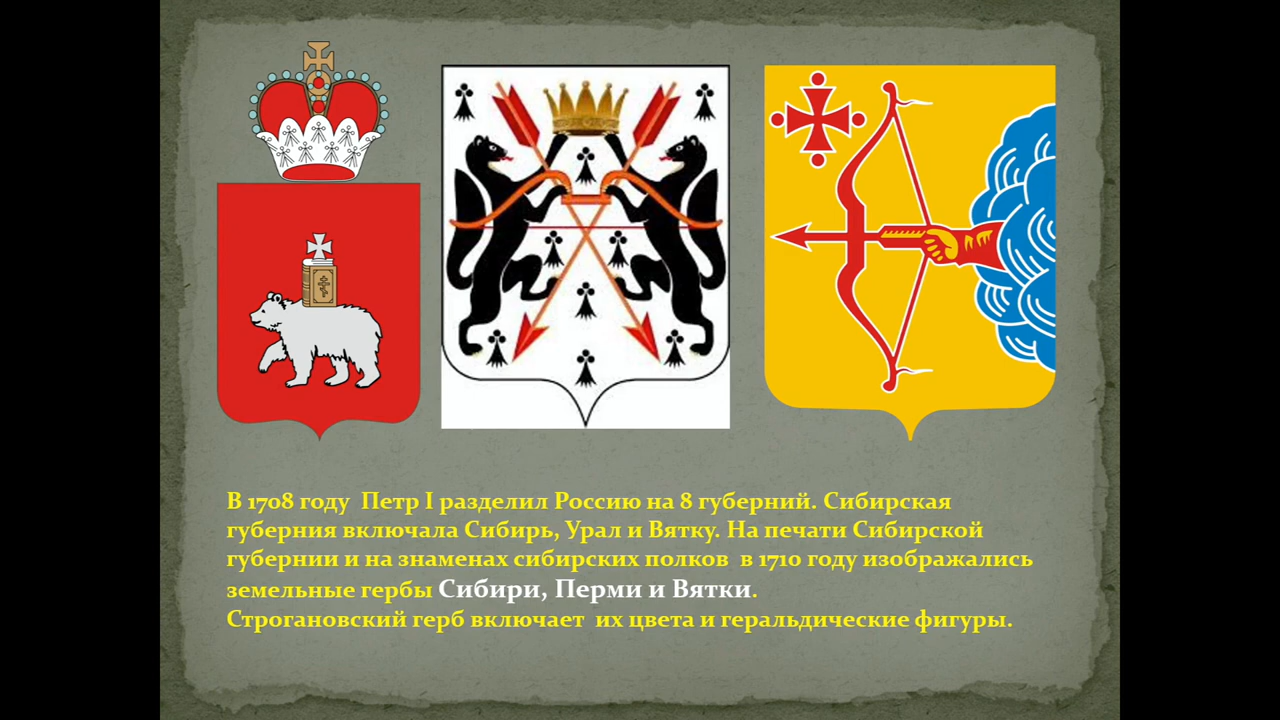 В 1708 году  Петр I разделил Россию на 8 губерний. Сибирская
губерния включала Сибирь, Урал и Вятку. На печати Сибирской
губернии и на знаменах сибирских полков  в 1710 году изображались
земельные гербы Сибири, Перми и Вятки.
Строгановский герб включает  их цвета и геральдические фигуры.